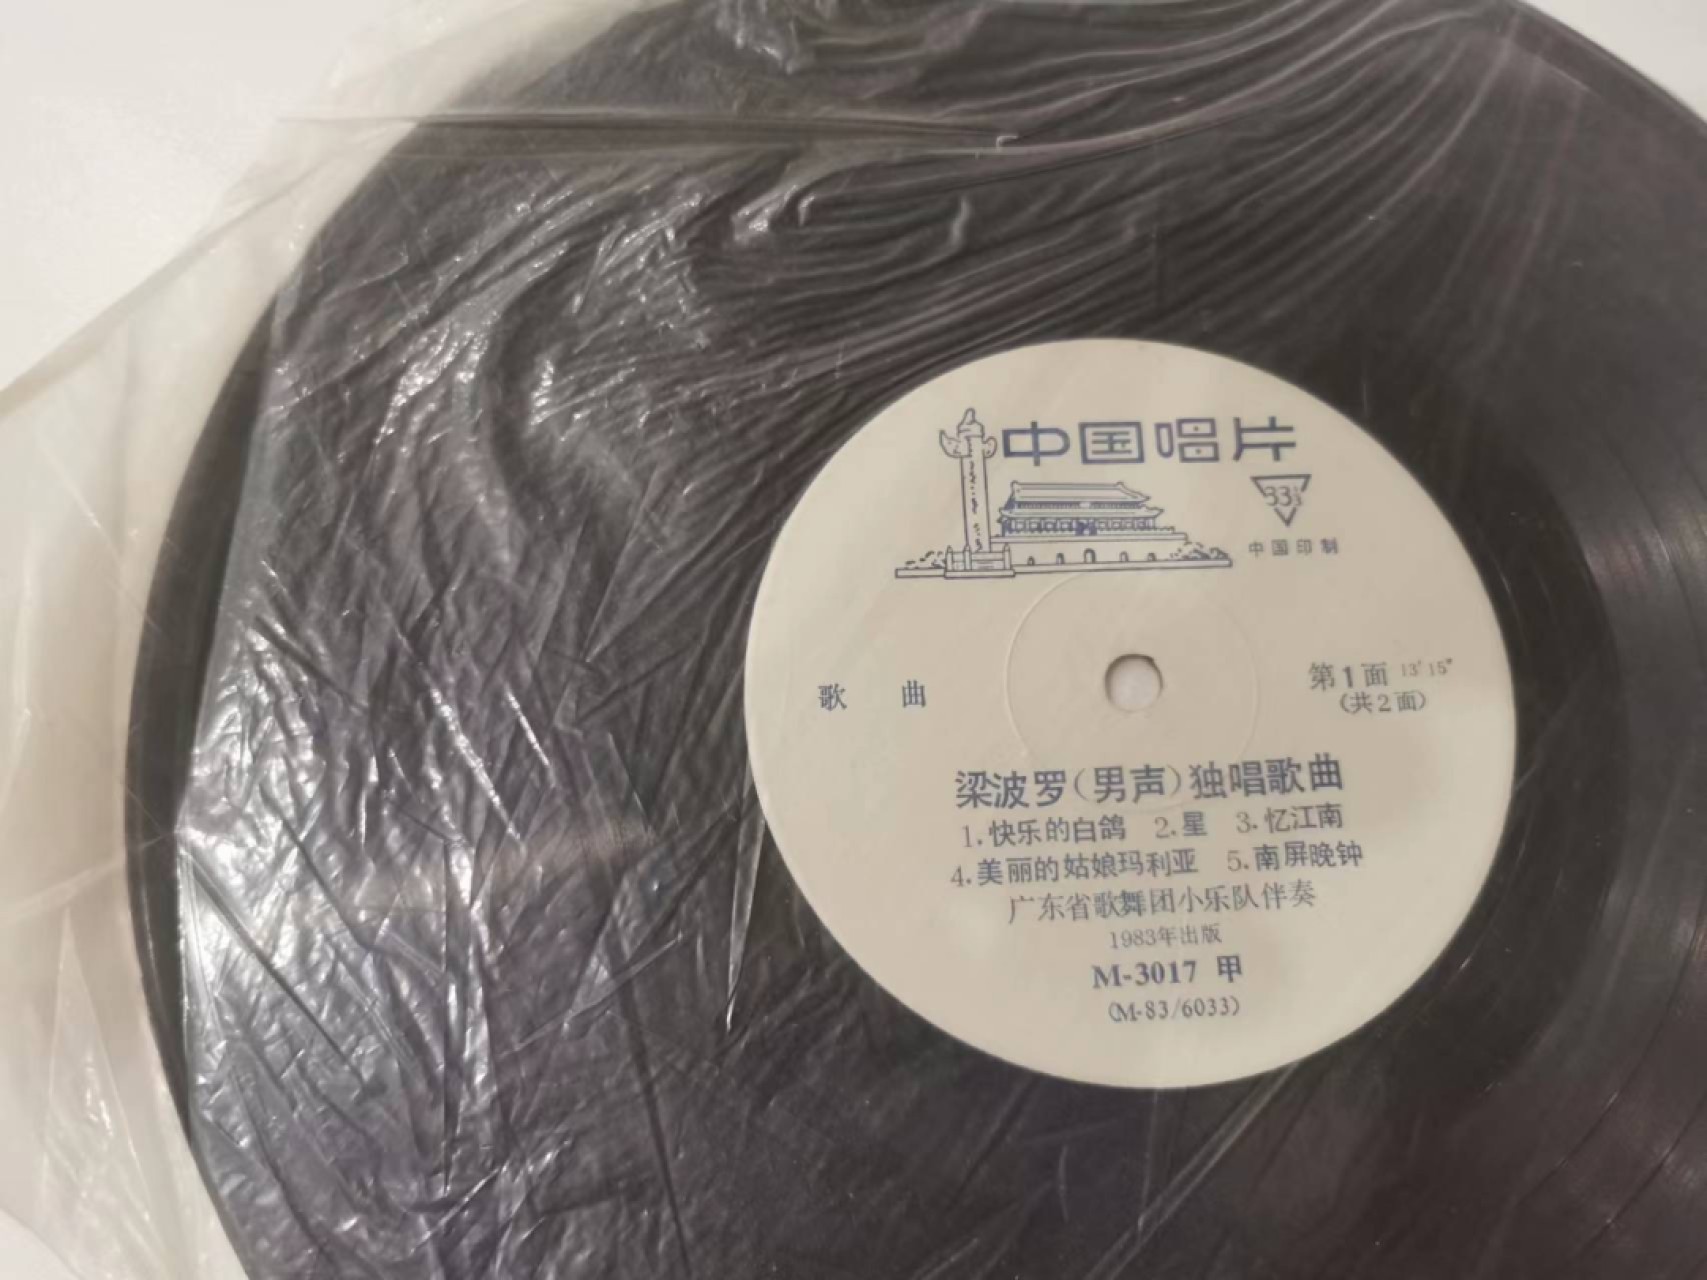 中国唱片
33⅓
中国印制
歌 曲
第1面 13′15″
(共2面)
梁波罗(男声)独唱歌曲
1.快乐的白鸽 2.星 3.忆江南
4.美丽的姑娘玛利亚 5.南屏晚钟
广东省歌舞团小乐队伴奏
1983年出版
M-3017 甲
(M-83/6033)